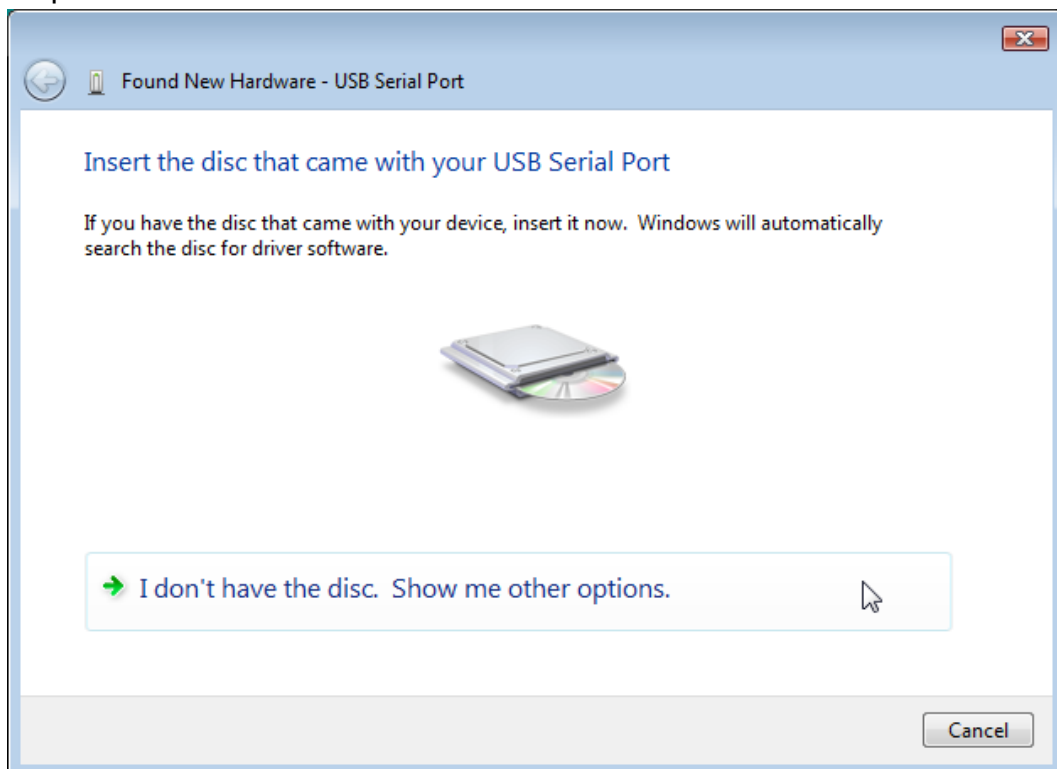 Found New Hardware - USB Serial Port
Insert the disc that came with your USB Serial Port
If you have the disc that came with your device, insert it now.  Windows will automatically
search the disc for driver software.
I don't have the disc.  Show me other options.
Cancel